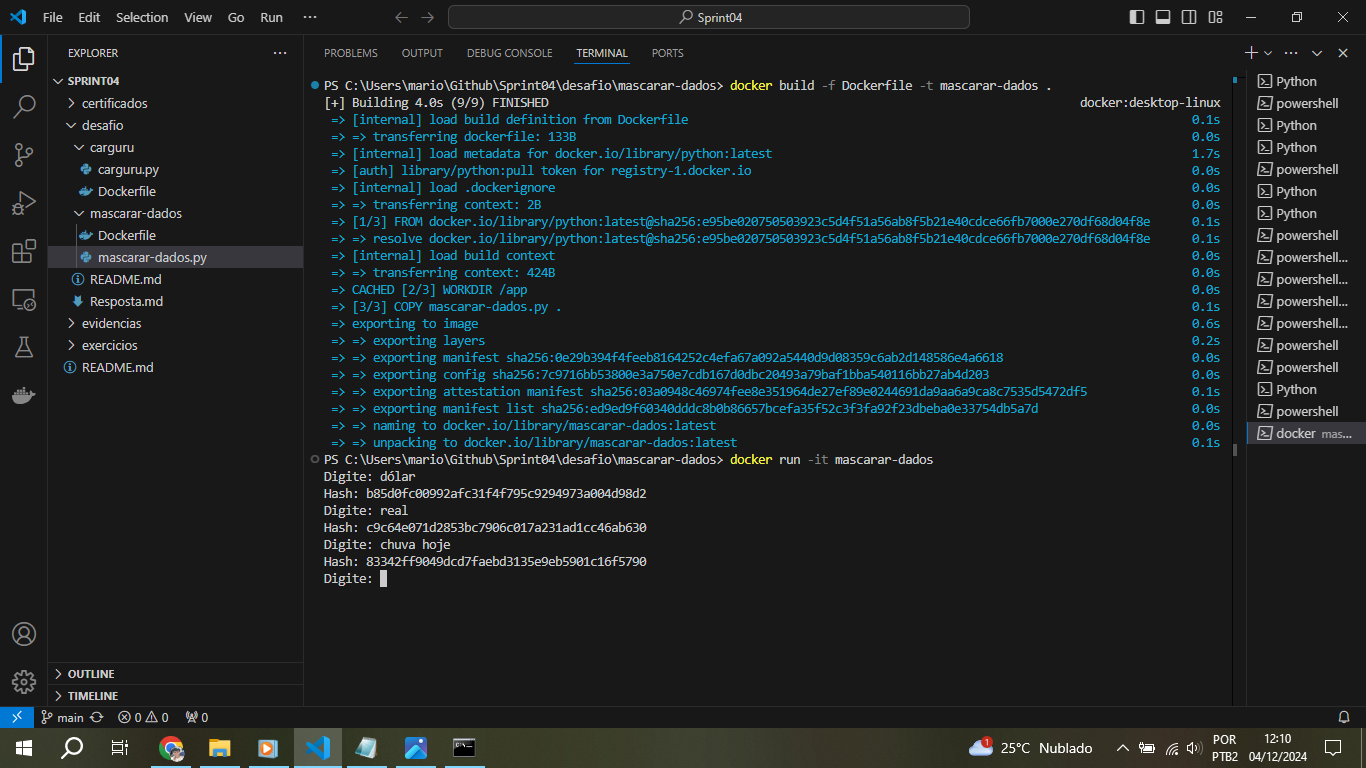 File Edit Selection View Go Run ··· Sprint04
EXPLORER ···
SPRINT04
certificados
desafio
carguru
carguru.py
Dockerfile
mascarar-dados
Dockerfile
mascarar-dados.py
README.md
Resposta.md
evidencias
exercicios
README.md
OUTLINE
TIMELINE
PROBLEMS OUTPUT DEBUG CONSOLE TERMINAL PORTS
PS C:\Users\mario\Github\Sprint04\desafio\mascarar-dados> docker build -f Dockerfile -t mascarar-dados .
[+] Building 4.0s (9/9) FINISHED docker:desktop-linux
=> [internal] load build definition from Dockerfile 0.1s
=> => transferring dockerfile: 133B 0.0s
=> [internal] load metadata for docker.io/library/python:latest 1.7s
=> [auth] library/python:pull token for registry-1.docker.io 0.0s
=> [internal] load .dockerignore 0.0s
=> => transferring context: 2B 0.0s
=> [1/3] FROM docker.io/library/python:latest@sha256:e95be020750503923c5d4f51a56ab8f5b21e40cdce66fb7000e270df68d04f8e 0.1s
=> => resolve docker.io/library/python:latest@sha256:e95be020750503923c5d4f51a56ab8f5b21e40cdce66fb7000e270df68d04f8e 0.1s
=> [internal] load build context 0.0s
=> => transferring context: 424B 0.0s
=> CACHED [2/3] WORKDIR /app 0.0s
=> [3/3] COPY mascarar-dados.py . 0.1s
=> exporting to image 0.6s
=> => exporting layers 0.2s
=> => exporting manifest sha256:0e29b394f4feeb8164252c4efa67a092a5440d9d08359c6ab2d148586e4a6618 0.0s
=> => exporting config sha256:7c9716bb53800e3a750e7cdb167d0dbc20493a79baf1bba540116bb27ab4d203 0.0s
=> => exporting attestation manifest sha256:03a0948c46974fee8e351964de27ef89e0244691da9aa6a9ca8c7535d5472df5 0.1s
=> => exporting manifest list sha256:ed9ed9f60340dddc8b0b86657bcefa35f52c3f3fa92f23dbeba0e33754db5a7d 0.0s
=> => naming to docker.io/library/mascarar-dados:latest 0.0s
=> => unpacking to docker.io/library/mascarar-dados:latest 0.1s
PS C:\Users\mario\Github\Sprint04\desafio\mascarar-dados> docker run -it mascarar-dados
Digite: dólar
Hash: b85d0fc00992afc31f4f795c9294973a004d98d2
Digite: real
Hash: c9c64e071d2853bc7906c017a231ad1cc46ab630
Digite: chuva hoje
Hash: 83342ff9049dcd7faebd3135e9eb5901c16f5790
Digite:
Python
powershell
Python
Python
powershell
Python
Python
powershell
powershell...
powershell...
powershell...
powershell...
powershell
powershell
Python
powershell
docker mas...
main 0 0 0
1 25°C Nublado POR 12:10
PTB2 04/12/2024